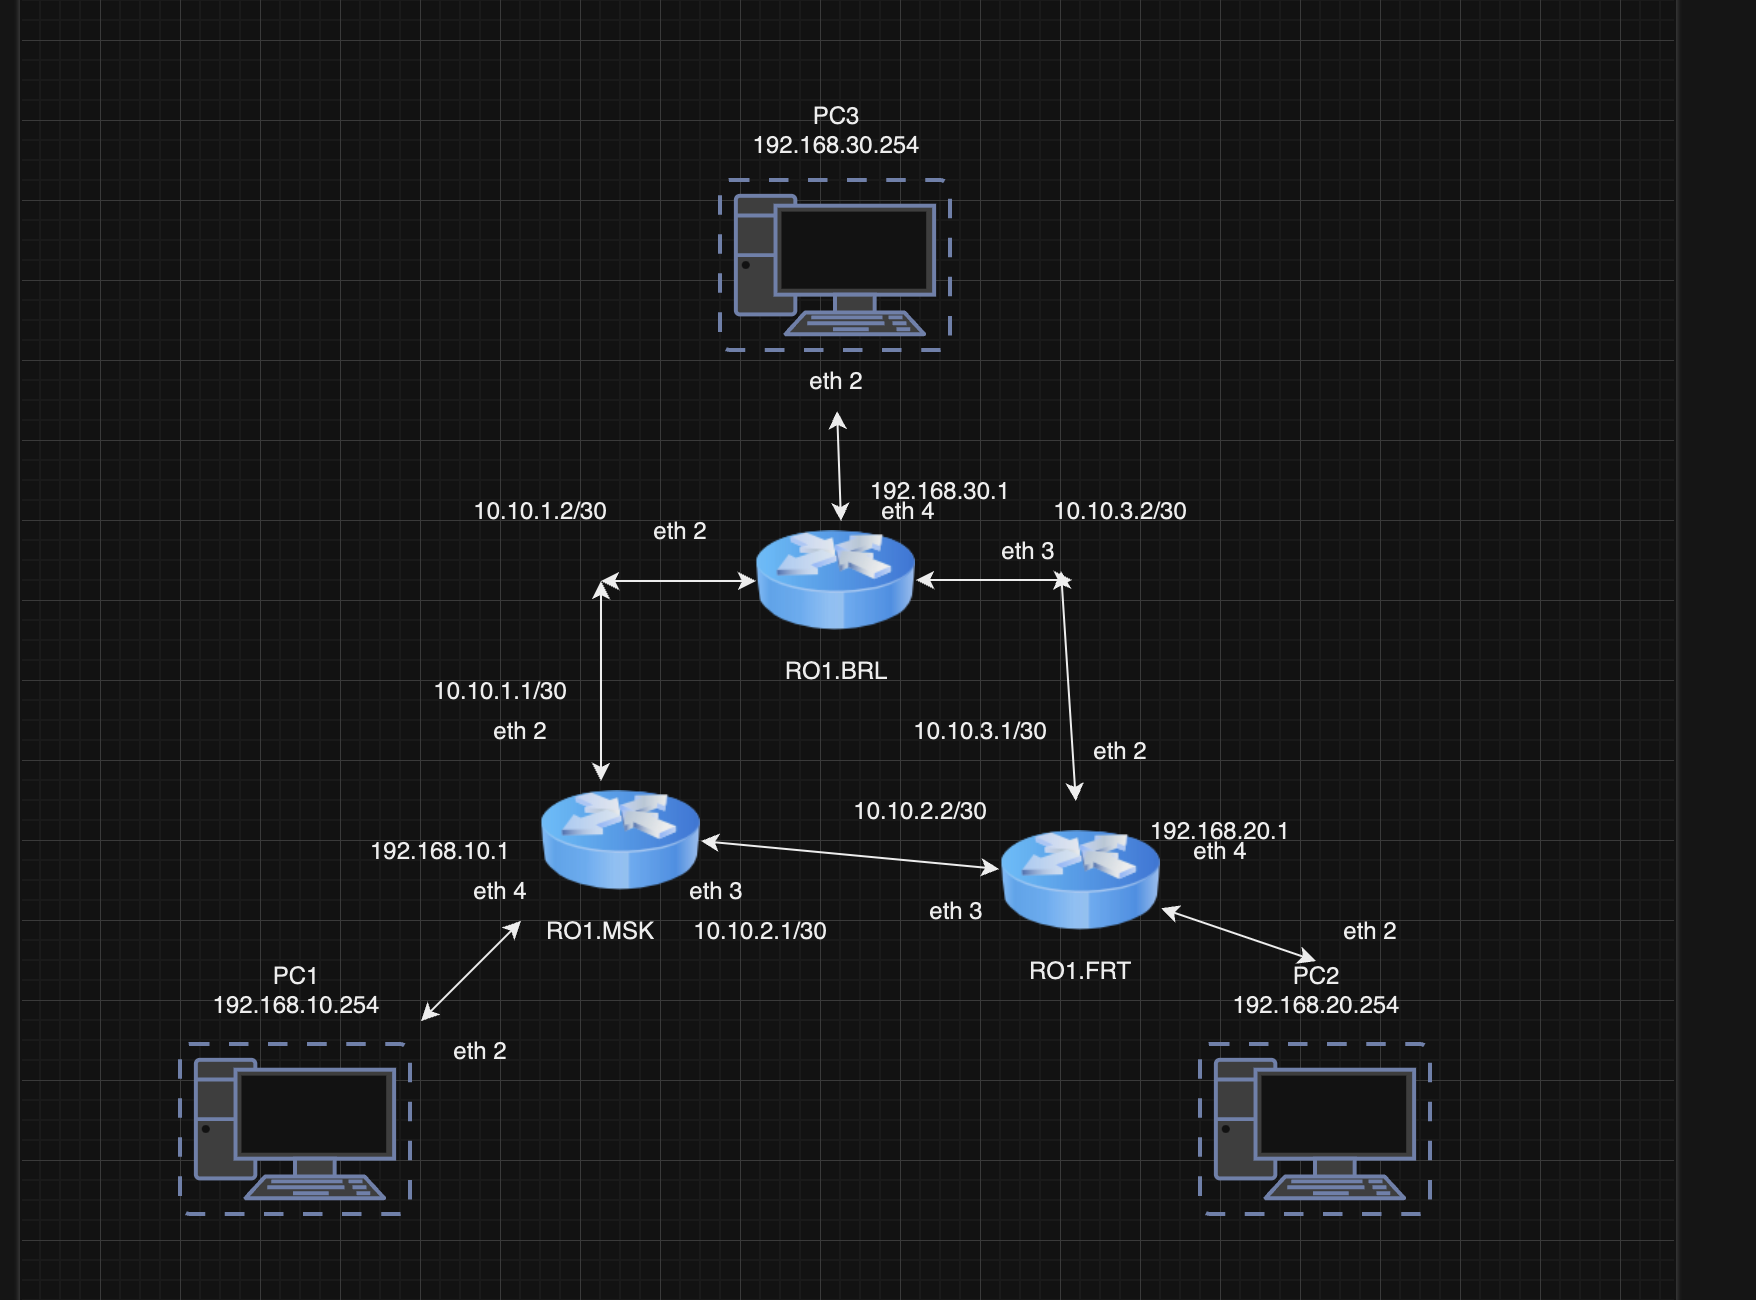 PC3
192.168.30.254
eth 2
192.168.30.1
eth 4
10.10.1.2/30
eth 2
10.10.3.2/30
eth 3
RO1.BRL
10.10.1.1/30
eth 2
10.10.3.1/30
eth 2
10.10.2.2/30
192.168.20.1
eth 4
192.168.10.1
eth 4
eth 3
eth 3
RO1.MSK
10.10.2.1/30
eth 2
RO1.FRT
PC1
192.168.10.254
PC2
192.168.20.254
eth 2